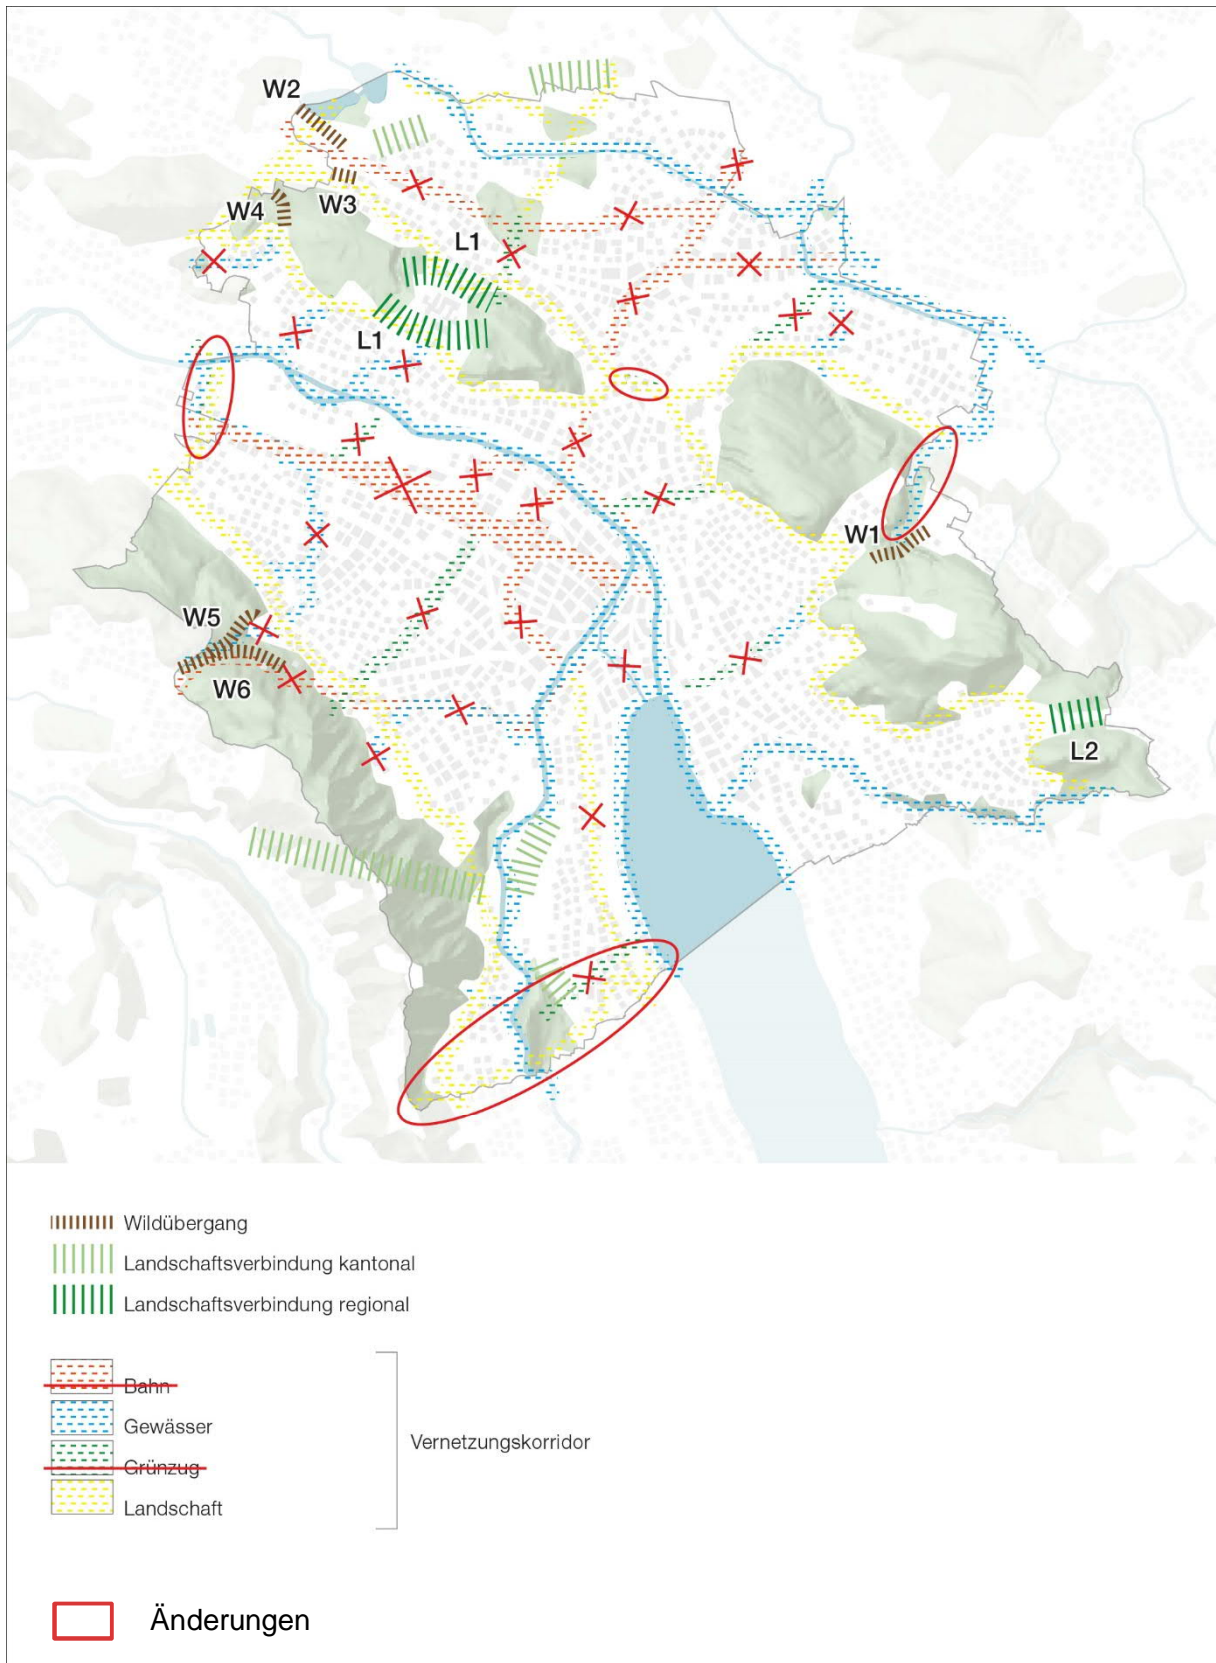 W2
W3
W4
L1
L1
W1
W5
W6
L2
Wildübergang
Landschaftsverbindung kantonal
Landschaftsverbindung regional
Bahn
Gewässer
Grünzug
Landschaft
Vernetzungskorridor
Änderungen